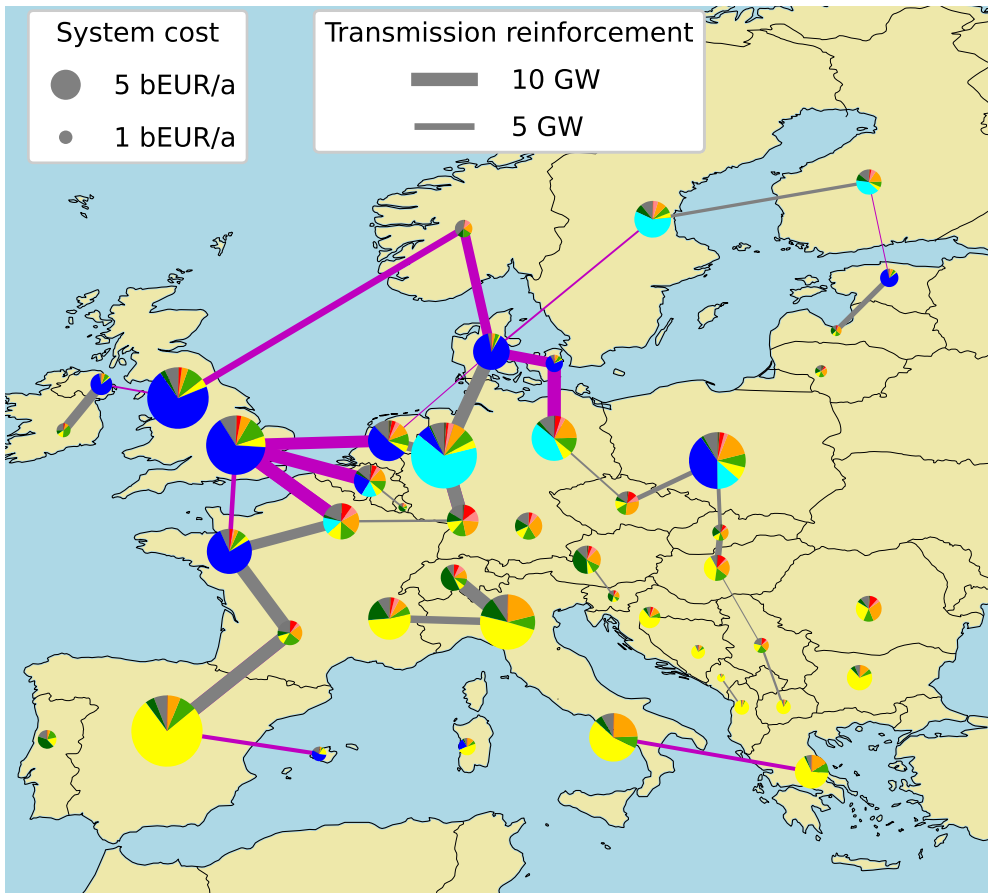 System cost
5 bEUR/a
1 bEUR/a
Transmission reinforcement
10 GW
5 GW